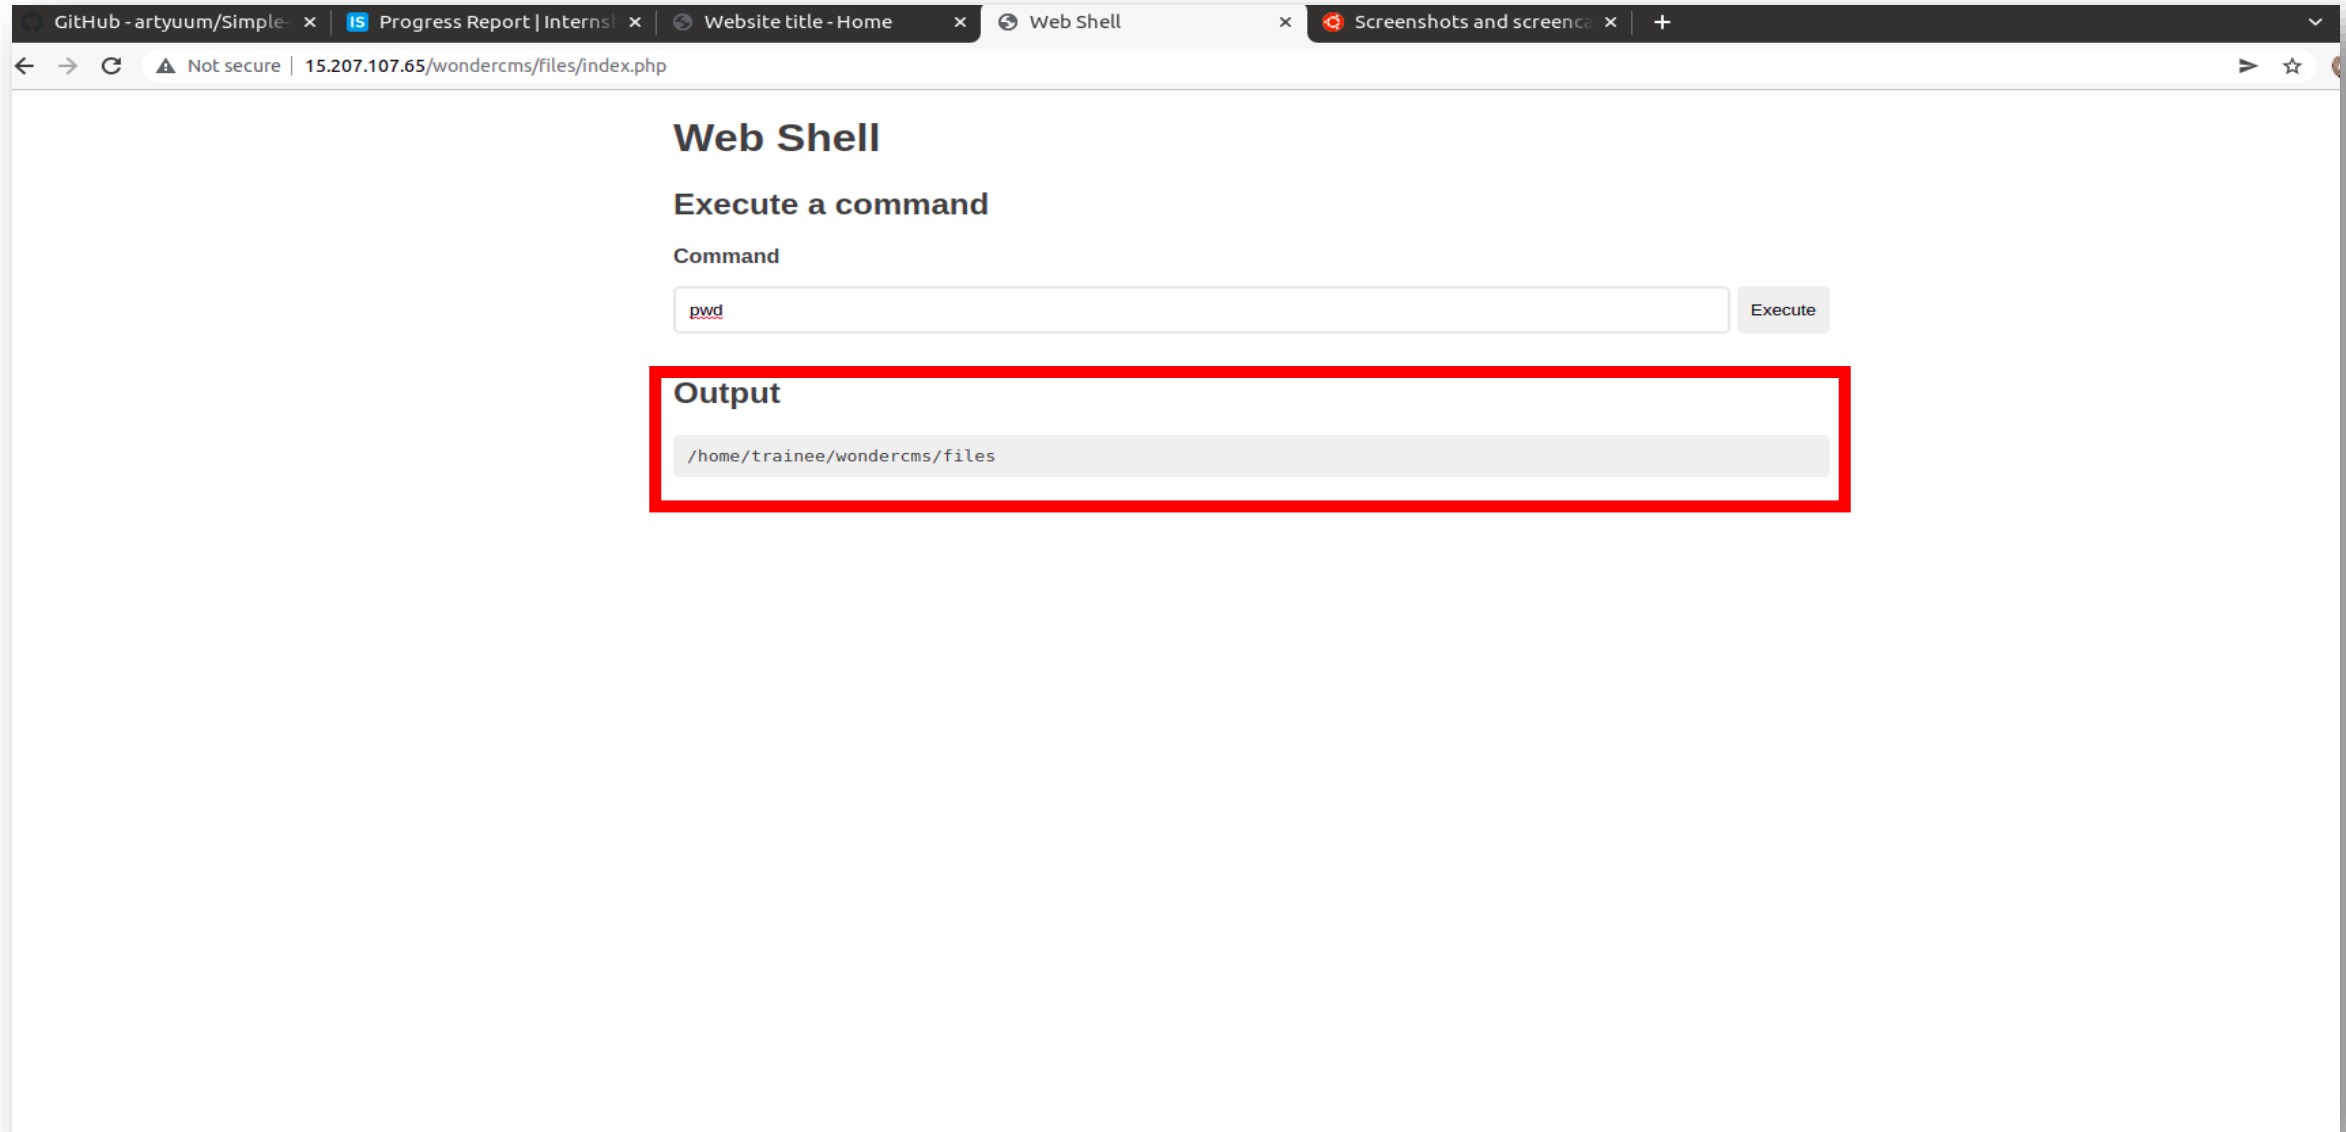 GitHub - artyuum/Simple-
IS Progress Report | Interns
Website title - Home
Web Shell
Screenshots and screenca
Not secure | 15.207.107.65/wondercms/files/index.php
Web Shell
Execute a command
Command
pwd
Execute
Output
/home/trainee/wondercms/files